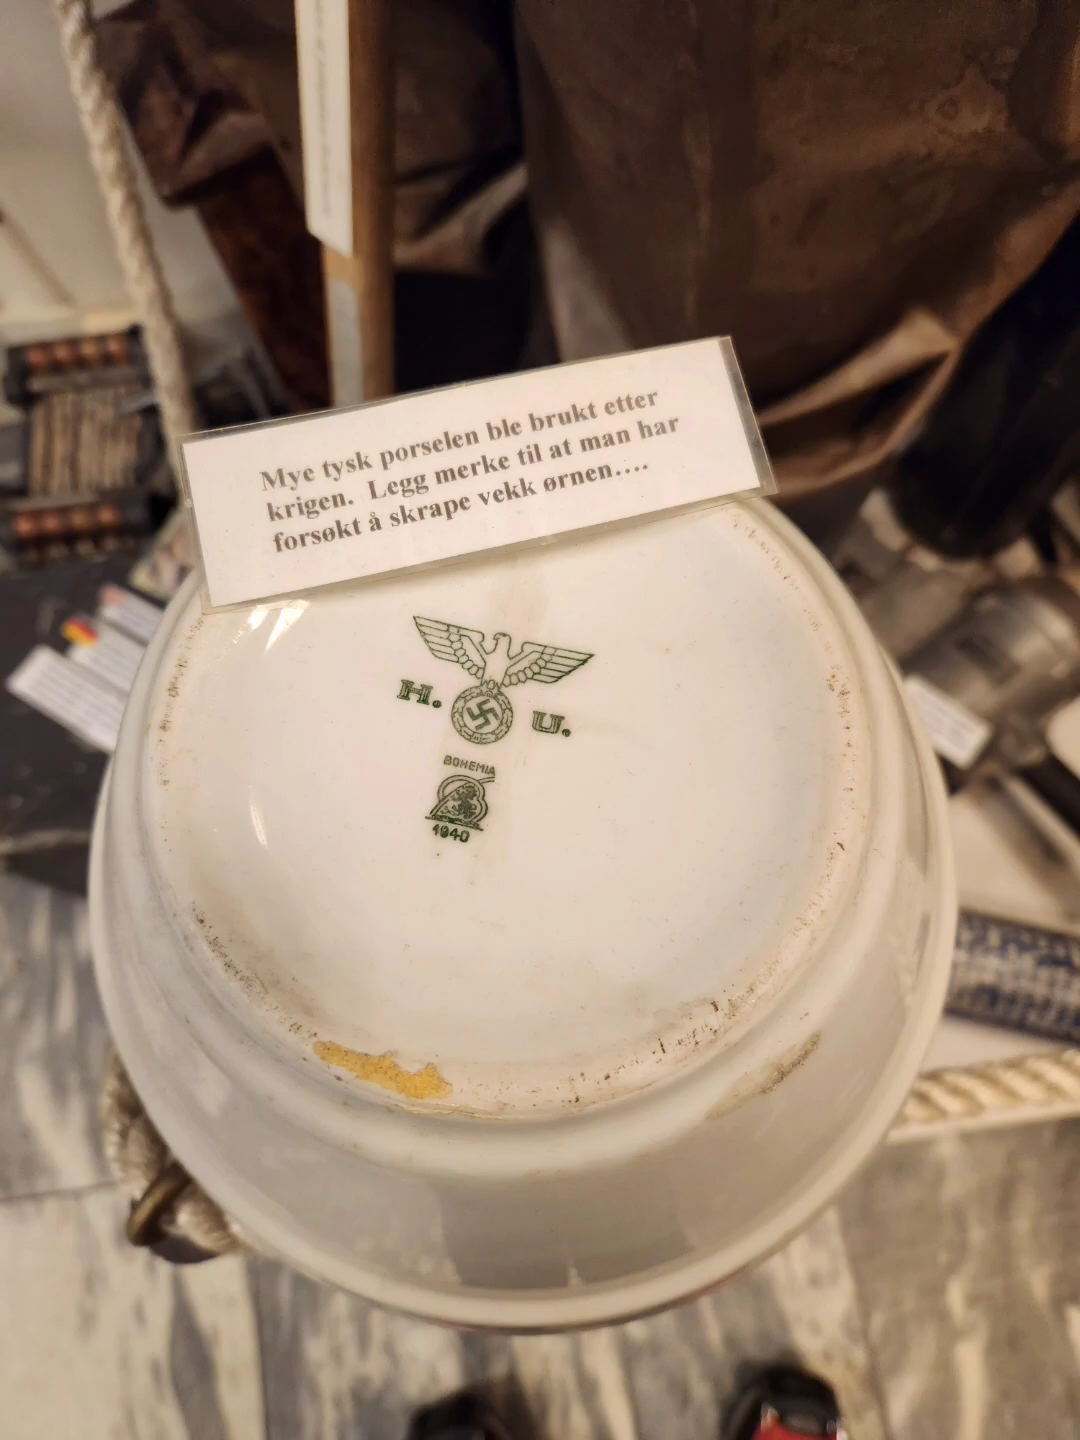 Mye tysk porselen ble brukt etter
krigen. Legg merke til at man har
forsøkt å skrape vekk ørnen....
H. U.
BOHEMIA
1940